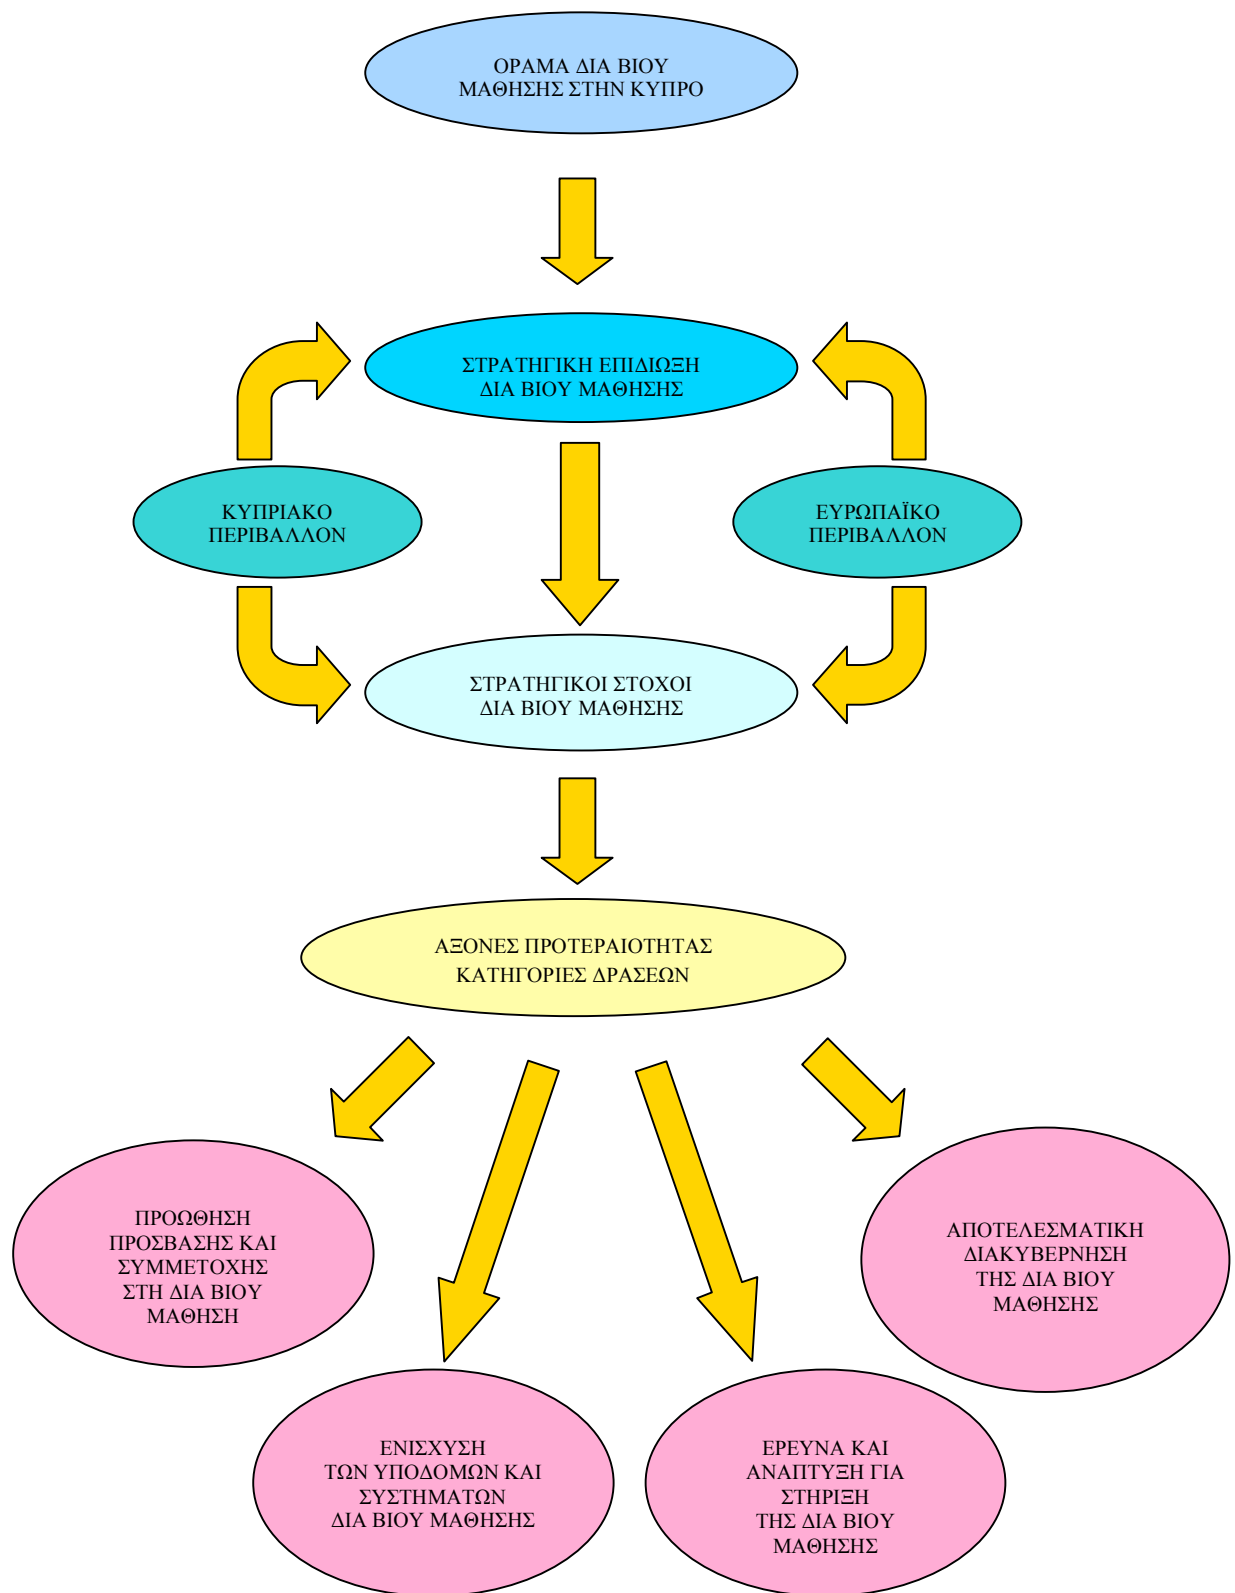 ΟΡΑΜΑ ΔΙΑ ΒΙΟΥ
ΜΑΘΗΣΗΣ ΣΤΗΝ ΚΥΠΡΟ
ΣΤΡΑΤΗΓΙΚΗ ΕΠΙΔΙΩΞΗ
ΔΙΑ ΒΙΟΥ ΜΑΘΗΣΗΣ
ΚΥΠΡΙΑΚΟ
ΠΕΡΙΒΑΛΛΟΝ
ΕΥΡΩΠΑΪΚΟ
ΠΕΡΙΒΑΛΛΟΝ
ΣΤΡΑΤΗΓΙΚΟΙ ΣΤΟΧΟΙ
ΔΙΑ ΒΙΟΥ ΜΑΘΗΣΗΣ
ΑΞΟΝΕΣ ΠΡΟΤΕΡΑΙΟΤΗΤΑΣ
ΚΑΤΗΓΟΡΙΕΣ ΔΡΑΣΕΩΝ
ΠΡΟΩΘΗΣΗ
ΠΡΟΣΒΑΣΗΣ ΚΑΙ
ΣΥΜΜΕΤΟΧΗΣ
ΣΤΗ ΔΙΑ ΒΙΟΥ
ΜΑΘΗΣΗ
ΕΝΙΣΧΥΣΗ
ΤΩΝ ΥΠΟΔΟΜΩΝ ΚΑΙ
ΣΥΣΤΗΜΑΤΩΝ
ΔΙΑ ΒΙΟΥ ΜΑΘΗΣΗΣ
ΕΡΕΥΝΑ ΚΑΙ
ΑΝΑΠΤΥΞΗ ΓΙΑ
ΣΤΗΡΙΞΗ
ΤΗΣ ΔΙΑ ΒΙΟΥ
ΜΑΘΗΣΗΣ
ΑΠΟΤΕΛΕΣΜΑΤΙΚΗ
ΔΙΑΚΥΒΕΡΝΗΣΗ
ΤΗΣ ΔΙΑ ΒΙΟΥ
ΜΑΘΗΣΗΣ